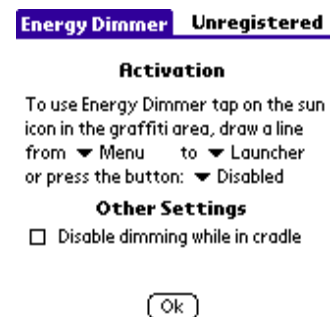 Energy Dimmer Unregistered
Activation
To use Energy Dimmer tap on the sun
icon in the graffiti area, draw a line
from Menu to Launcher
or press the button: Disabled
Other Settings
Disable dimming while in cradle
Ok